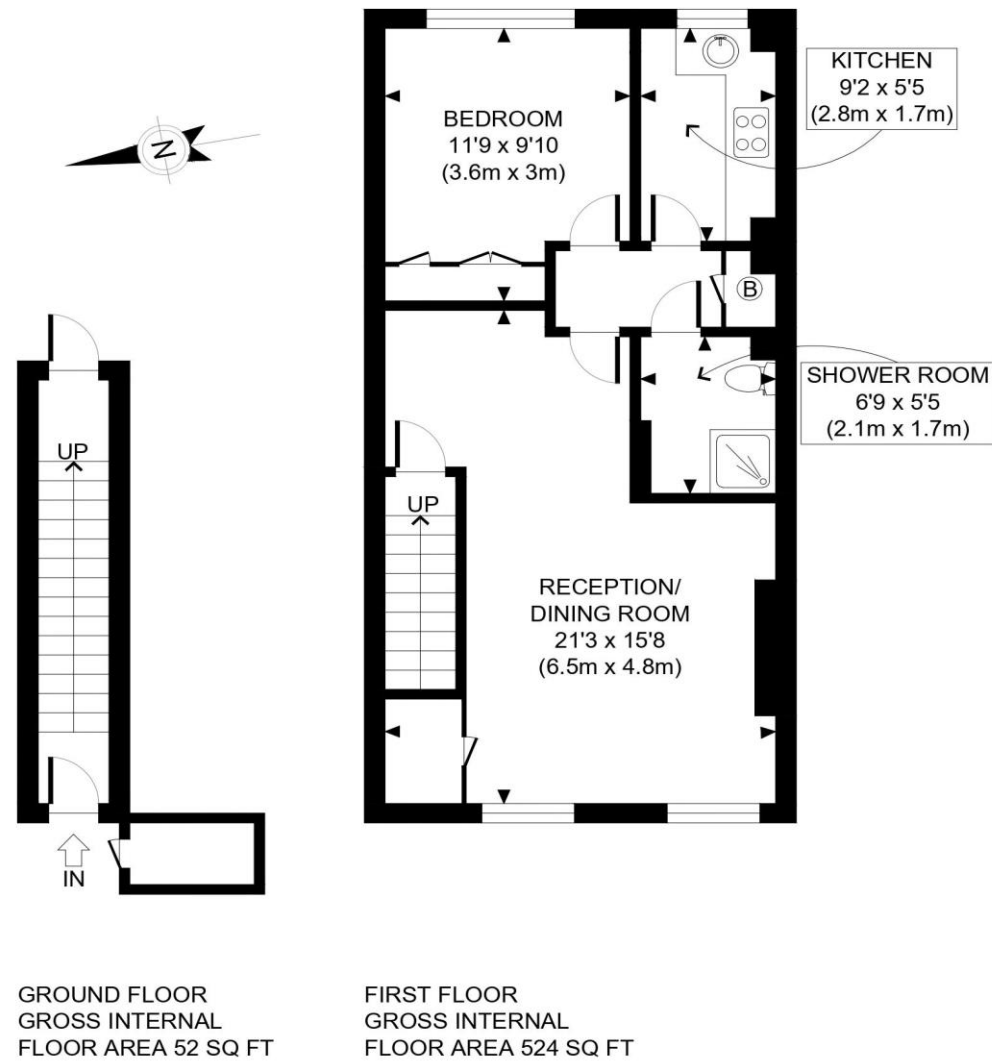 KITCHEN
9'2 x 5'5
(2.8m x 1.7m)
BEDROOM
11'9 x 9'10
(3.6m x 3m)
N
B
SHOWER ROOM
6'9 x 5'5
(2.1m x 1.7m)
UP
UP
RECEPTION/
DINING ROOM
21'3 x 15'8
(6.5m x 4.8m)
IN
GROUND FLOOR
GROSS INTERNAL
FLOOR AREA 52 SQ FT
FIRST FLOOR
GROSS INTERNAL
FLOOR AREA 524 SQ FT